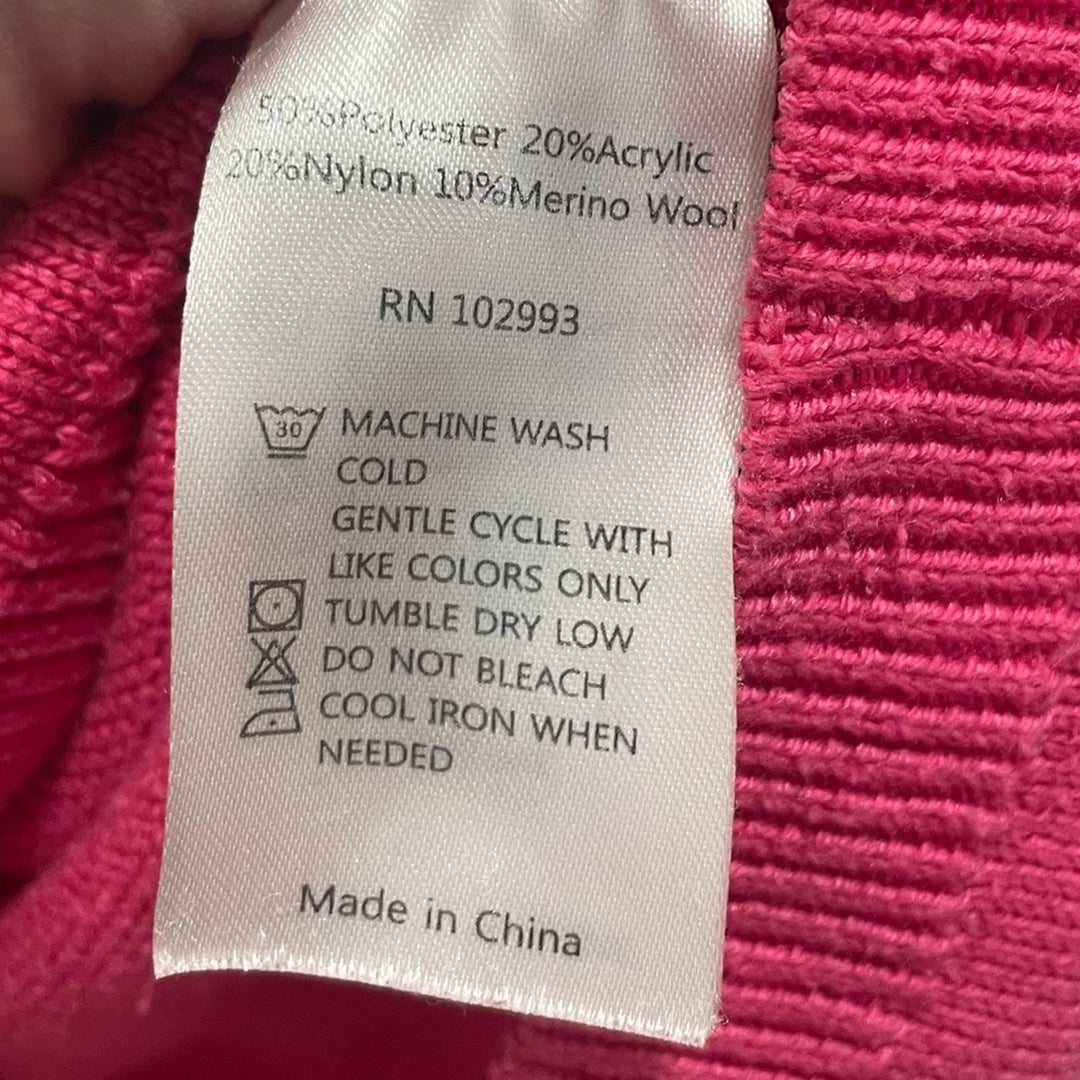 50%Polyester 20%Acrylic
20%Nylon 10%Merino Wool
RN 102993
30 MACHINE WASH
COLD
GENTLE CYCLE WITH
LIKE COLORS ONLY
TUMBLE DRY LOW
DO NOT BLEACH
COOL IRON WHEN
NEEDED
Made in China